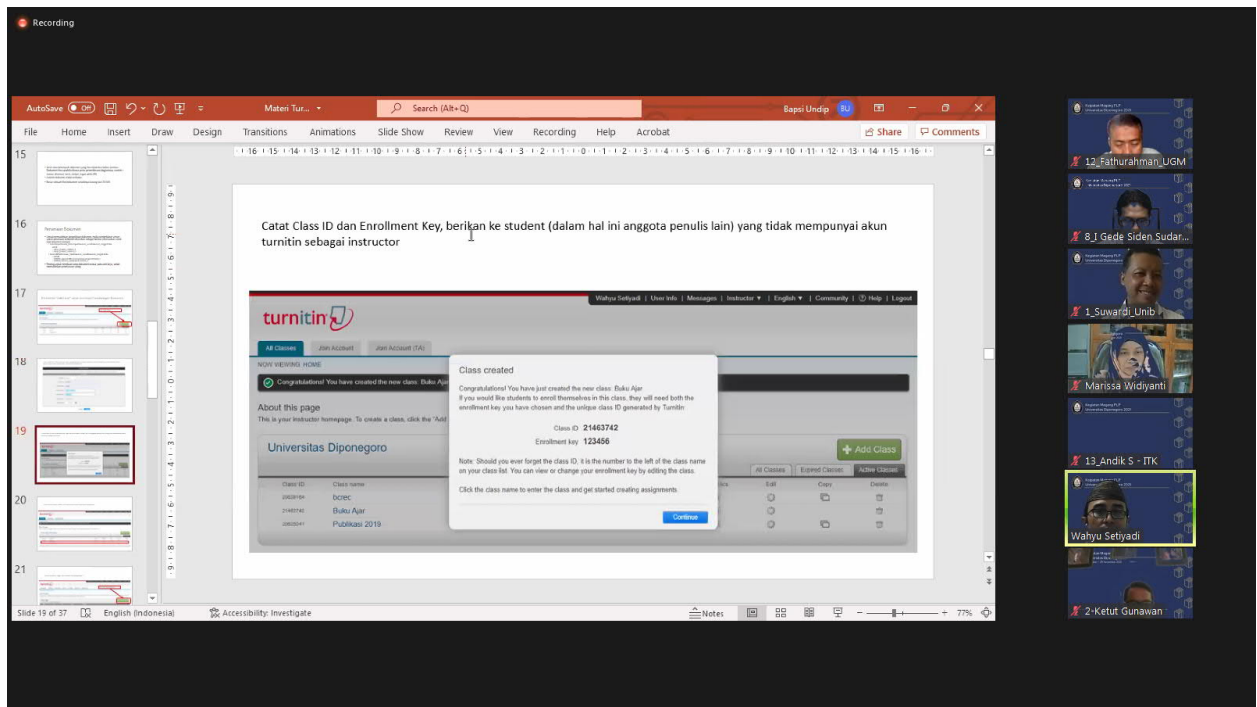 Recording
AutoSave Off
Materi Tur...
Search (Alt+Q)
Bapsi Undip BU
File Home Insert Draw Design Transitions Animations Slide Show Review View Recording Help Acrobat Share Comments
15
16
17
18
19
20
21
Catat Class ID dan Enrollment Key, berikan ke student (dalam hal ini anggota penulis lain) yang tidak mempunyai akun
turnitin sebagai instructor
Wahyu Setiyadi | User Info | Messages | Instructor ▼ | English ▼ | Community | Help | Logout
turnitin
All Classes Join Account Join Account (TA)
NOW VIEWING: HOME
Congratulations! You have created the new class: Buku Ajar
About this page
This is your instructor homepage. To create a class, click the "Add
Universitas Diponegoro
Add Class
All Classes Expired Classes Active Classes
Class ID Class name Edit Copy Delete
bcrec
Buku Ajar
Publikasi 2019
Class created
Congratulations! You have just created the new class: Buku Ajar
If you would like students to enroll themselves in this class, they will need both the
enrollment key you have chosen and the unique class ID generated by Turnitin
Class ID 21463742
Enrollment key 123456
Note: Should you ever forget the class ID, it is the number to the left of the class name
on your class list. You can view or change your enrollment key by editing the class.
Click the class name to enter the class and get started creating assignments.
Continue
Slide 19 of 37 English (Indonesia) Accessibility: Investigate Notes 77%
12_Fathurahman_UGM
8_I Gede Siden Sudar...
1_Suwardi_Unib
Marissa Widiyanti
13_Andik S - ITK
Wahyu Setiyadi
2-Ketut Gunawan